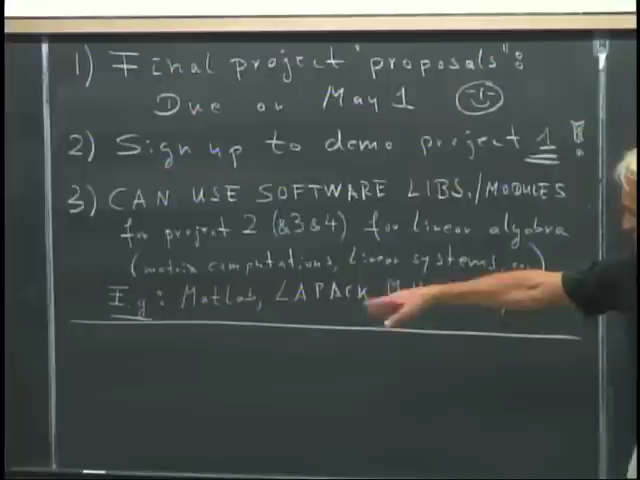 1) Final project "proposals":
Due on May 1
2) Sign up to demo project 1 !
3) CAN USE SOFTWARE LIBS./MODULES
for project 2 (&3&4) for linear algebra
(matrix computations, linear systems,
E.g: Matlab, LAPACK